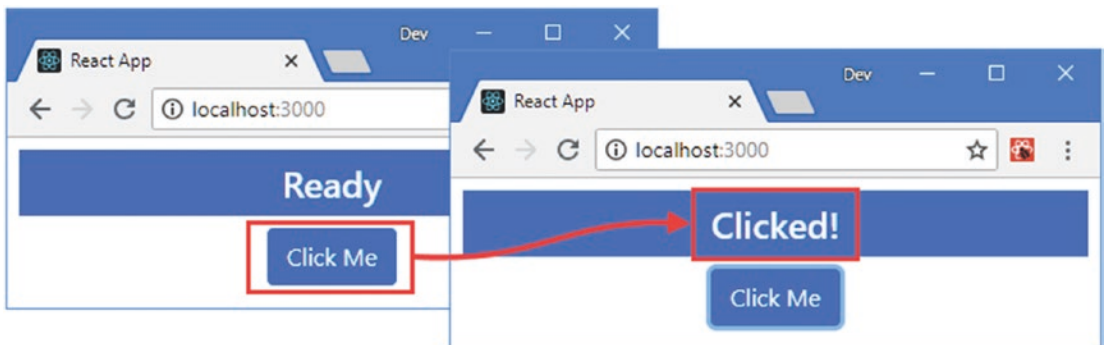 Dev
React App
localhost:3000
Ready
Click Me
Dev
React App
localhost:3000
Clicked!
Click Me